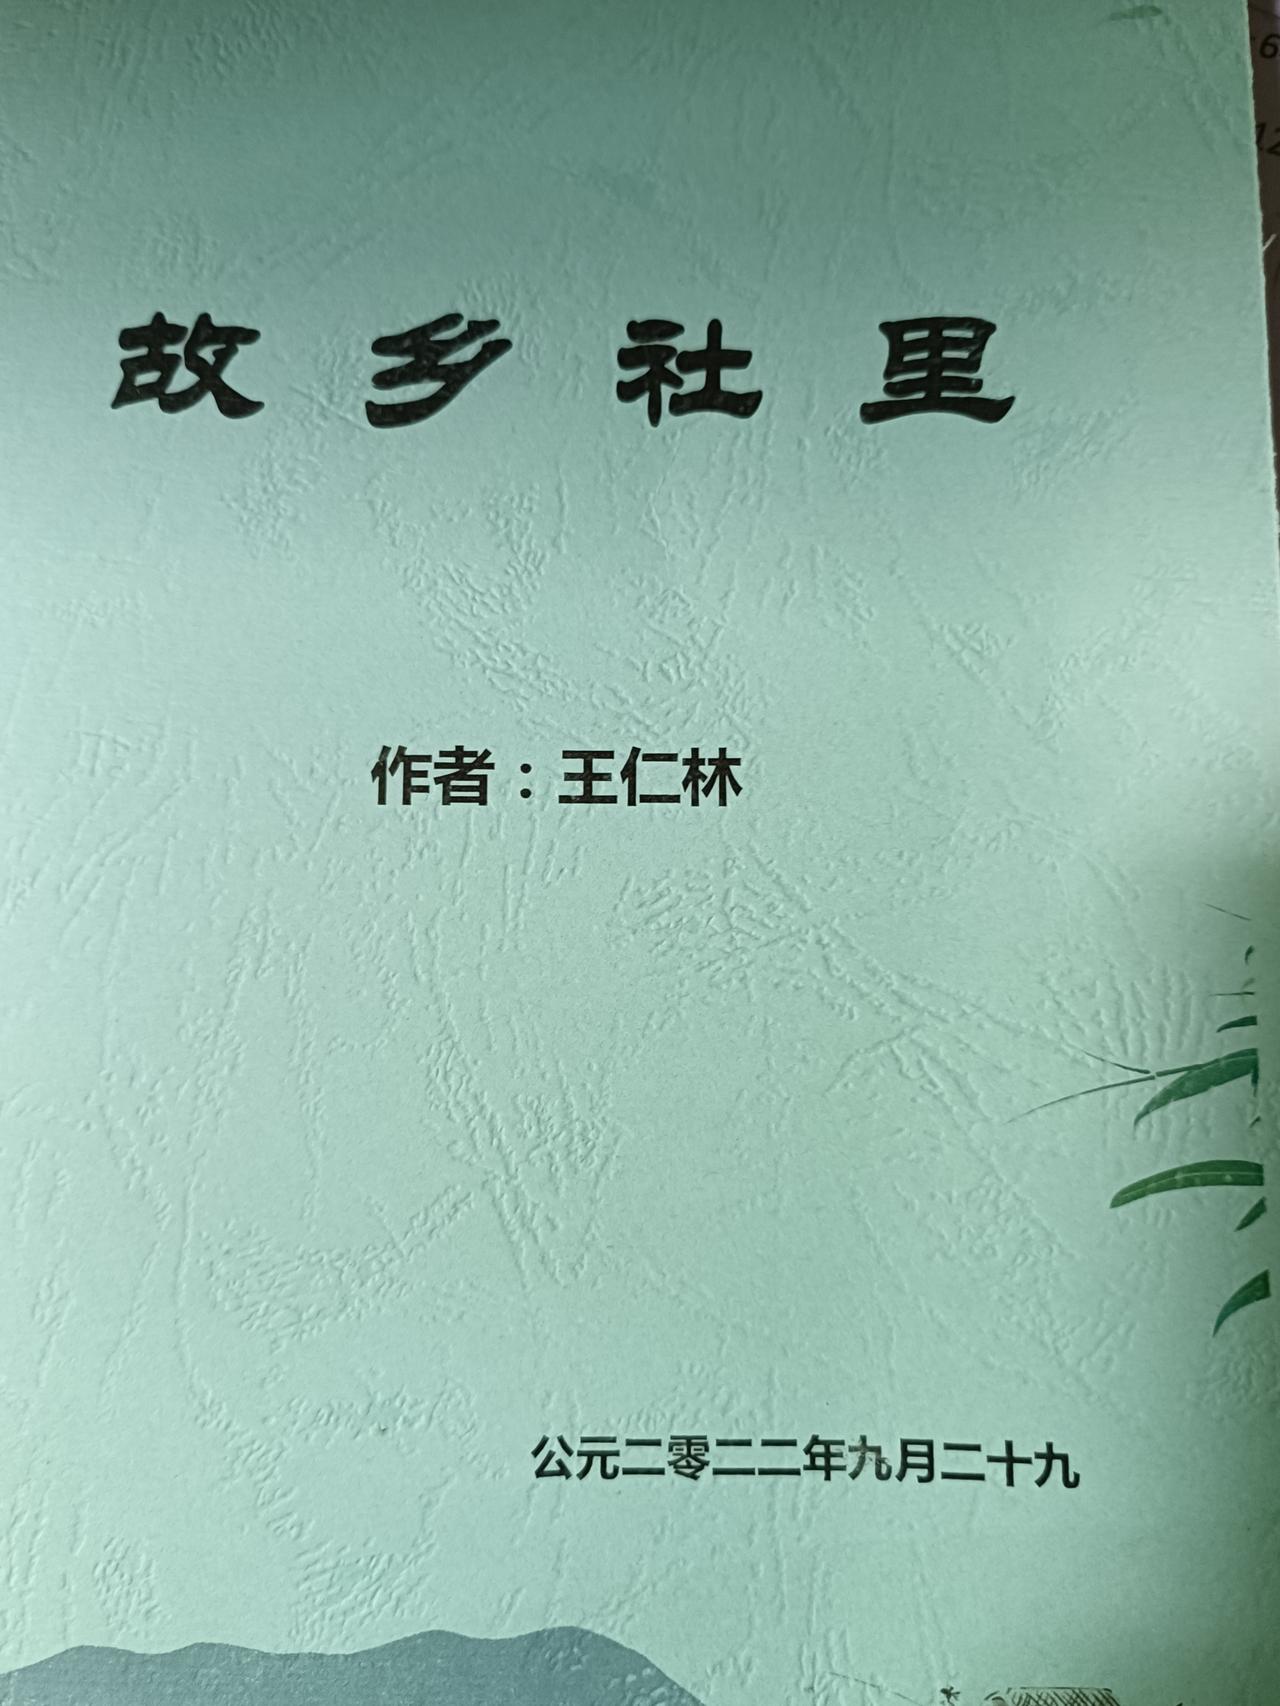 故乡社里
作者：王仁林
公元二零二二年九月二十九